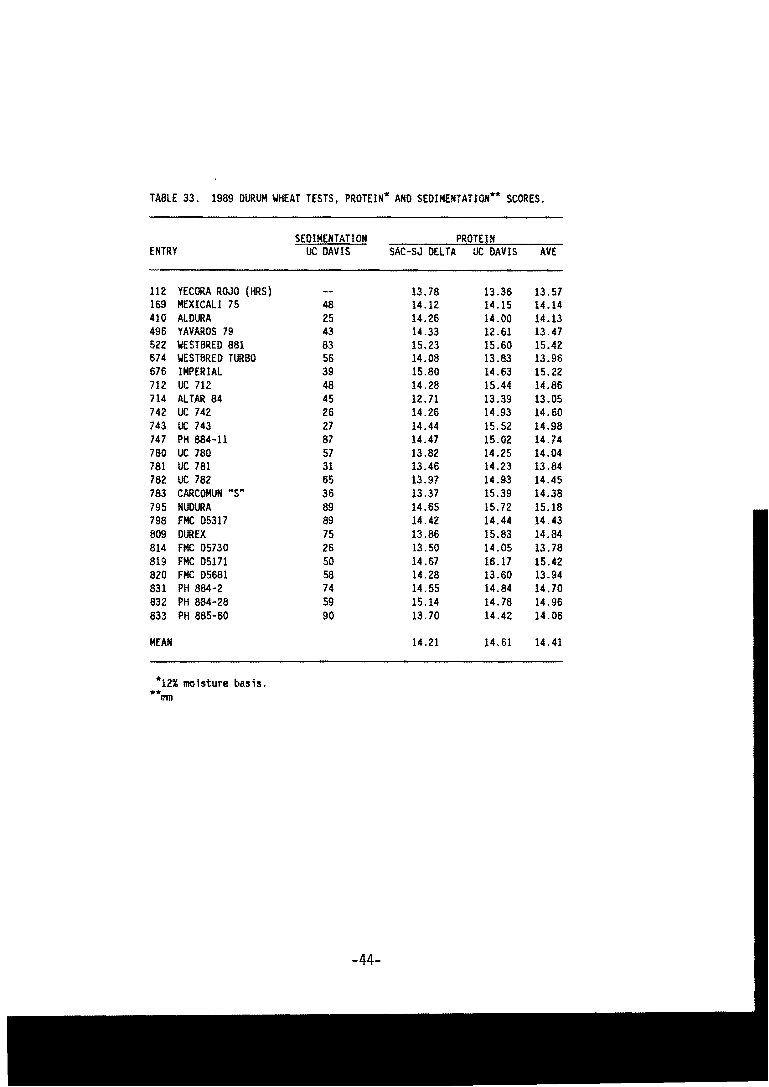 TABLE 33. 1989 DURUM WHEAT TESTS, PROTEIN* AND SEDIMENTATION** SCORES.
SEDIMENTATION PROTEIN
ENTRY UC DAVIS SAC-SJ DELTA UC DAVIS AVE
112 YECORA ROJO (HRS) -- 13.78 13.36 13.57
169 MEXICALI 75 48 14.12 14.15 14.14
410 ALDURA 25 14.26 14.00 14.13
496 YAVAROS 79 43 14.33 12.61 13.47
522 WESTBRED 881 83 15.23 15.60 15.42
674 WESTBRED TURBO 56 14.08 13.83 13.96
676 IMPERIAL 39 15.80 14.63 15.22
712 UC 712 48 14.28 15.44 14.86
714 ALTAR 84 45 12.71 13.39 13.05
742 UC 742 26 14.26 14.93 14.60
743 UC 743 27 14.44 15.52 14.98
747 PH 884-11 87 14.47 15.02 14.74
780 UC 780 57 13.82 14.25 14.04
781 UC 781 31 13.46 14.23 13.84
782 UC 782 65 13.97 14.93 14.45
783 CARCOMUN "S" 36 13.37 15.39 14.38
795 NUDURA 89 14.65 15.72 15.18
798 FMC D5317 89 14.42 14.44 14.43
809 DUREX 75 13.86 15.83 14.84
814 FMC D5730 26 13.50 14.05 13.78
819 FMC D5171 50 14.67 16.17 15.42
820 FMC D5681 58 14.28 13.60 13.94
831 PH 884-2 74 14.55 14.84 14.70
832 PH 884-28 59 15.14 14.78 14.96
833 PH 885-60 90 13.70 14.42 14.06
MEAN 14.21 14.61 14.41
*12% moisture basis.
**mm
-44-